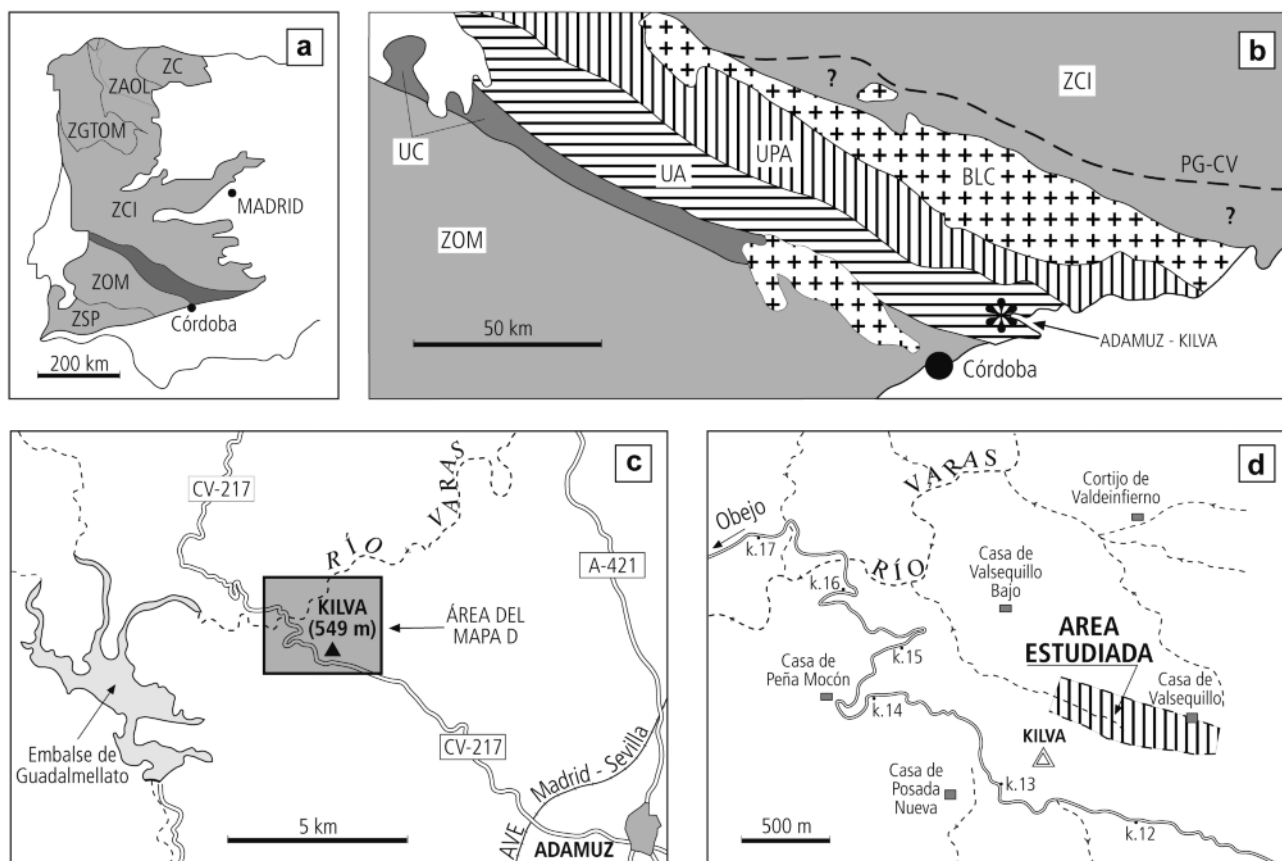 a
ZC
ZAOL
ZGTOM
ZCI
MADRID
ZOM
ZSP
Córdoba
200 km
b
?
ZCI
UC
UPA
UA
BLC
PG-CV
?
ZOM
50 km
ADAMUZ - KILVA
Córdoba
c
CV-217
RÍO VARAS
A-421
KILVA
(549 m)
ÁREA DEL
MAPA D
Embalse de
Guadalmellato
CV-217
AVE Madrid - Sevilla
5 km
ADAMUZ
d
VARAS
Cortijo de
Valdeinfierno
Obejo
k.17
RÍO
k.16
Casa de
Valsequillo
Bajo
AREA
ESTUDIADA
k.15
Casa de
Peña Mocón
Casa de
Valsequillo
k.14
KILVA
Casa de
Posada
Nueva
k.13
k.12
500 m